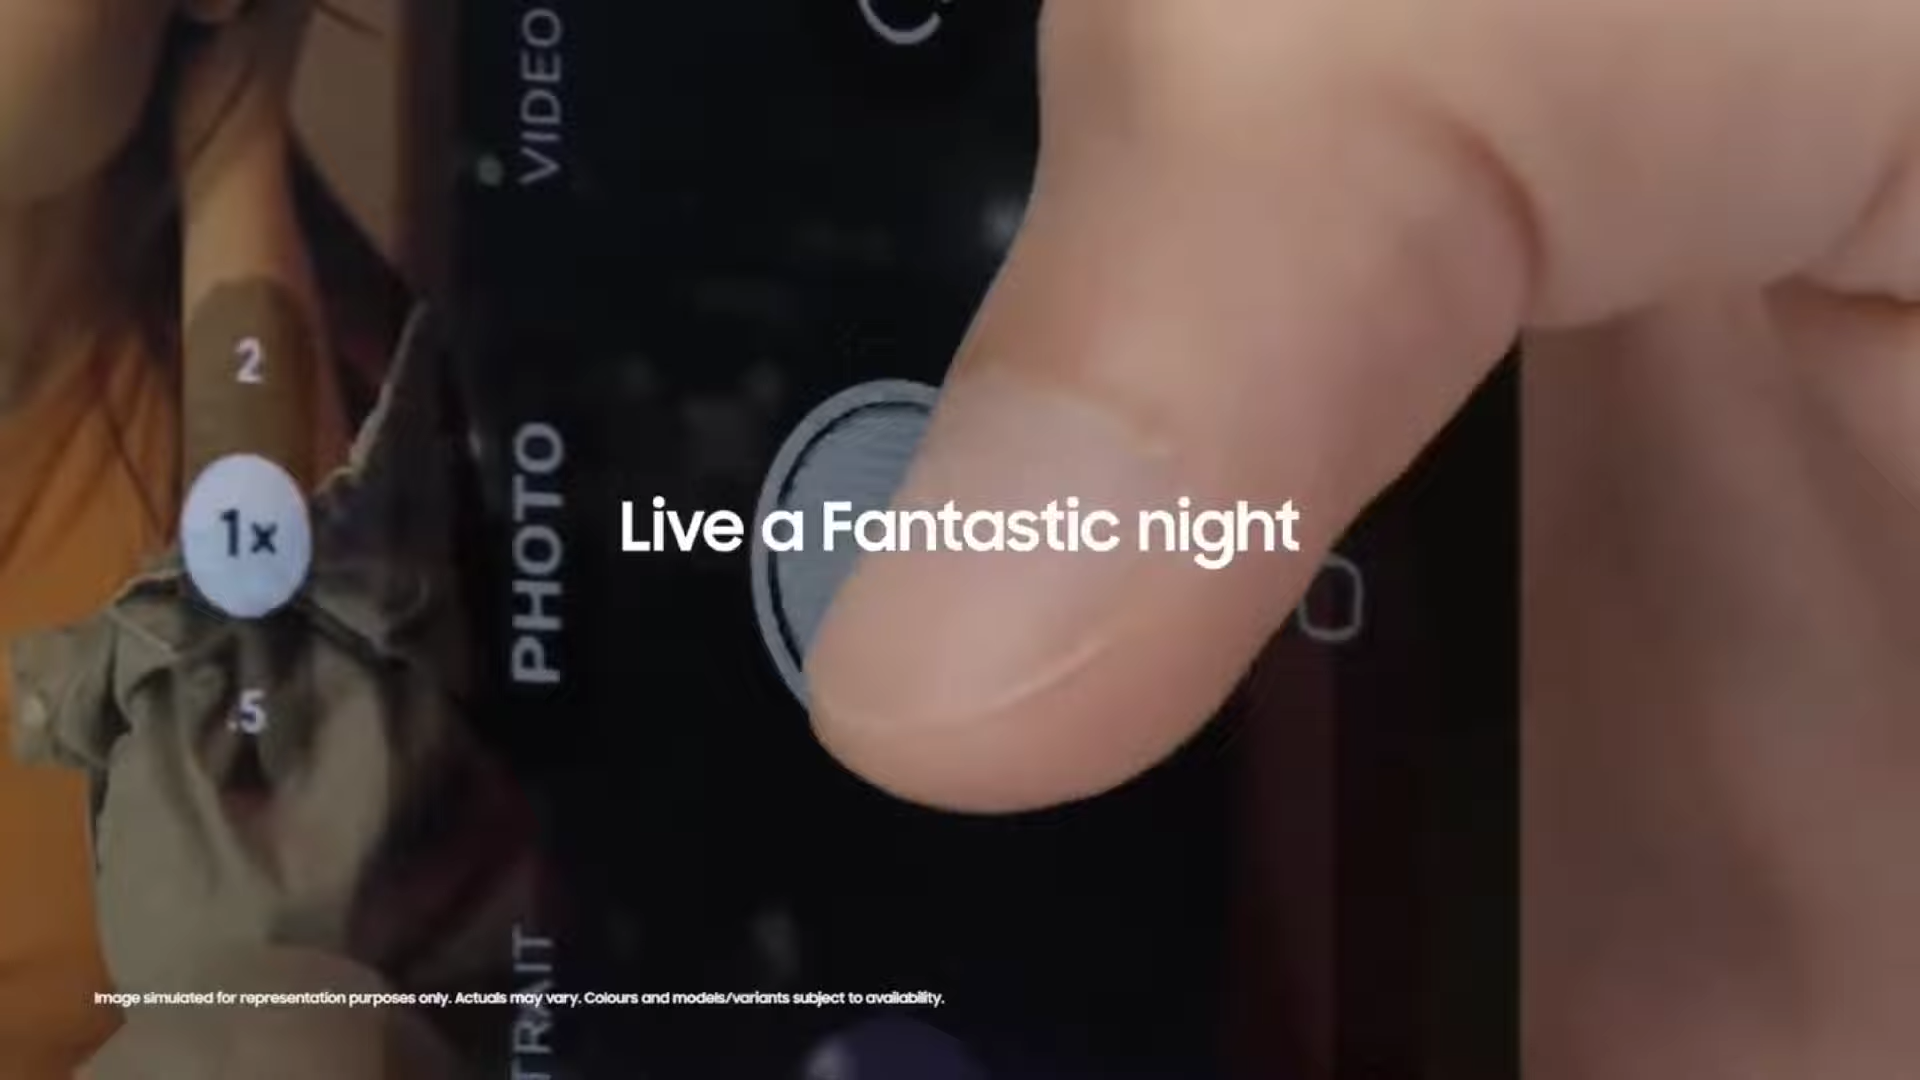 VIDEO
2
PHOTO
1x
Live a Fantastic night
.5
TRAIT
Image simulated for representation purposes only. Actuals may vary. Colours and models/variants subject to availability.